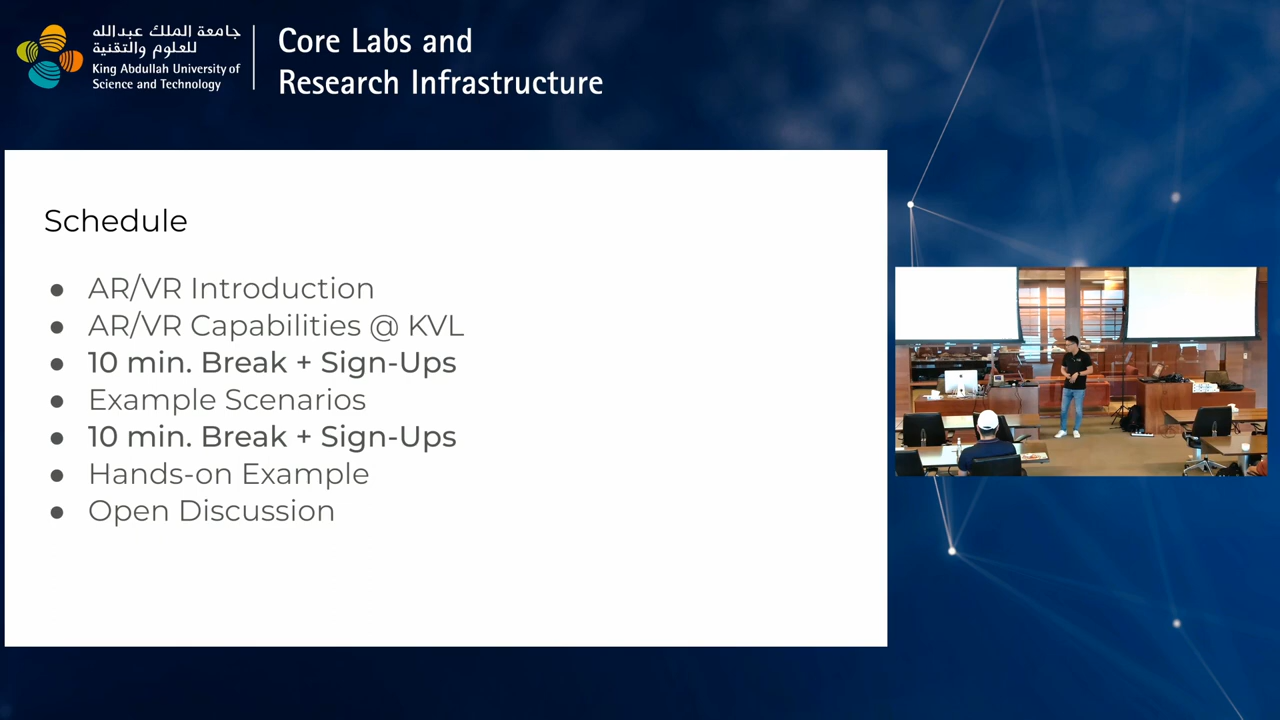 جامعة الملك عبدالله
للعلوم والتقنية
King Abdullah University of
Science and Technology
Core Labs and
Research Infrastructure
Schedule
● AR/VR Introduction
● AR/VR Capabilities @ KVL
● 10 min. Break + Sign-Ups
● Example Scenarios
● 10 min. Break + Sign-Ups
● Hands-on Example
● Open Discussion